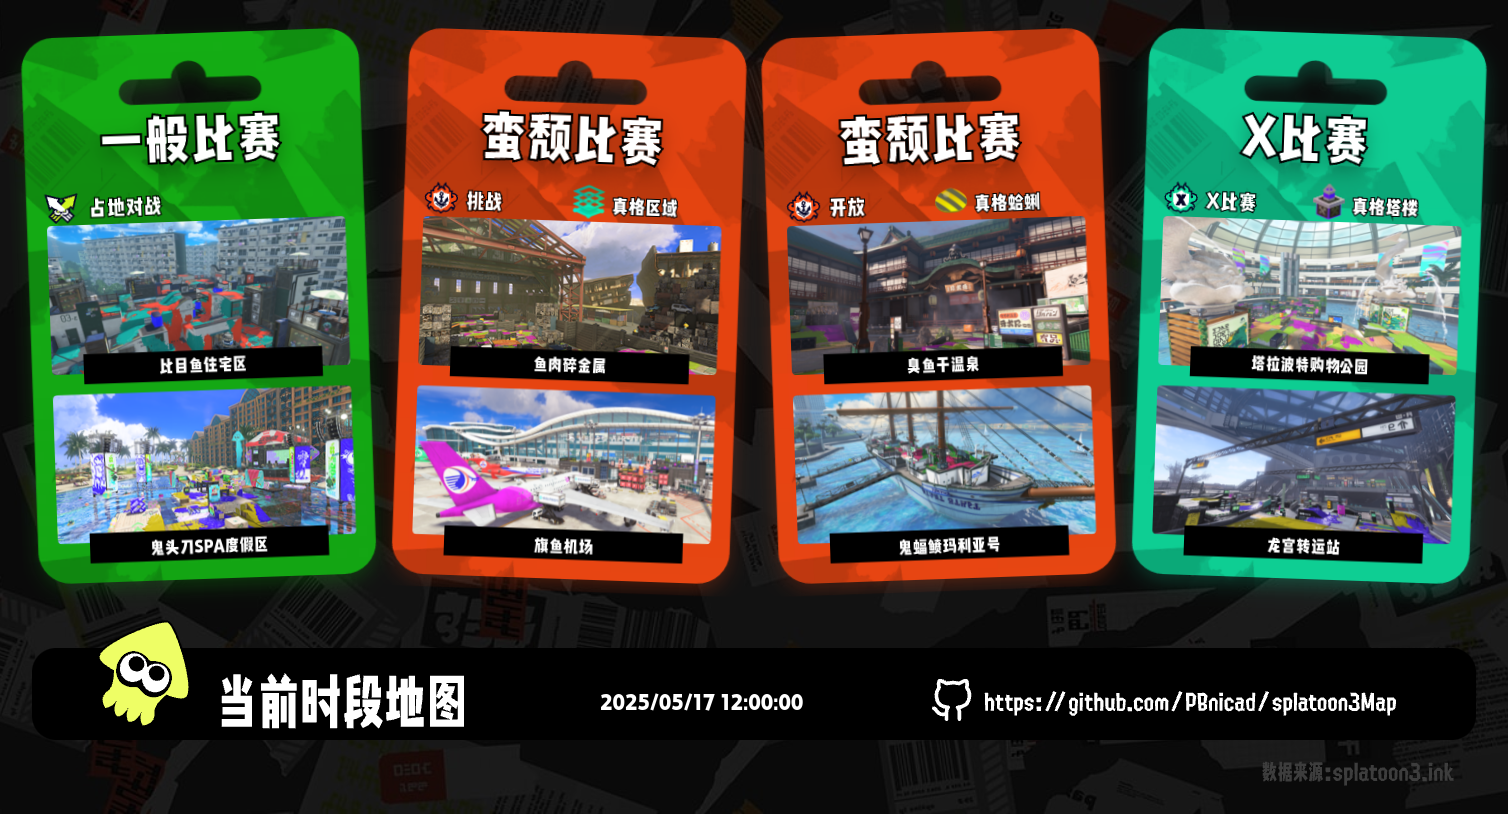 一般比赛
占地对战
比目鱼住宅区
鬼头刀SPA度假区
蛮颓比赛
挑战
真格区域
鱼肉碎金属
旗鱼机场
蛮颓比赛
开放
真格蛤蜊
臭鱼干温泉
鬼蝠鲼玛利亚号
X比赛
X比赛
真格塔楼
塔拉波特购物公园
龙宫转运站
当前时段地图
2025/05/17 12:00:00
https://github.com/PBnicad/splatoon3Map
数据来源:splatoon3.ink